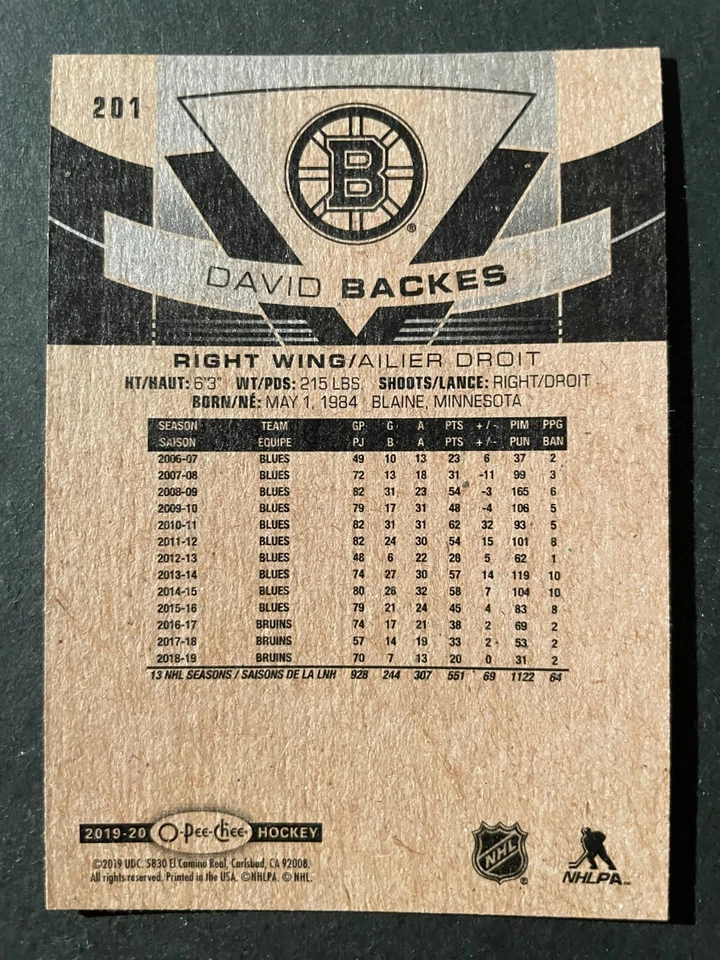 201
B
®
DAVID BACKES
RIGHT WING/AILIER DROIT
HT/HAUT: 6'3" WT/PDS: 215 LBS. SHOOTS/LANCE: RIGHT/DROIT
BORN/NÉ: MAY 1, 1984 BLAINE, MINNESOTA
SEASON TEAM GP G A PTS +/- PIM PPG
SAISON ÉQUIPE PJ B A PTS +/- PUN BAN
2006-07 BLUES 49 10 13 23 6 37 2
2007-08 BLUES 72 13 18 31 -11 99 3
2008-09 BLUES 82 31 23 54 -3 165 6
2009-10 BLUES 79 17 31 48 -4 106 5
2010-11 BLUES 82 31 31 62 32 93 5
2011-12 BLUES 82 24 30 54 15 101 8
2012-13 BLUES 48 6 22 28 5 62 1
2013-14 BLUES 74 27 30 57 14 119 10
2014-15 BLUES 80 26 32 58 7 104 10
2015-16 BLUES 79 21 24 45 4 83 8
2016-17 BRUINS 74 17 21 38 2 69 2
2017-18 BRUINS 57 14 19 33 2 53 2
2018-19 BRUINS 70 7 13 20 0 31 2
13 NHL SEASONS / SAISONS DE LA LNH 928 244 307 551 69 1122 64
2019-20 O-Pee-Chee HOCKEY
©2019 UDC. 5830 El Camino Real, Carlsbad, CA 92008.
All rights reserved. Printed in the USA. ©NHLPA. © NHL.
NHL ®
NHLPA™